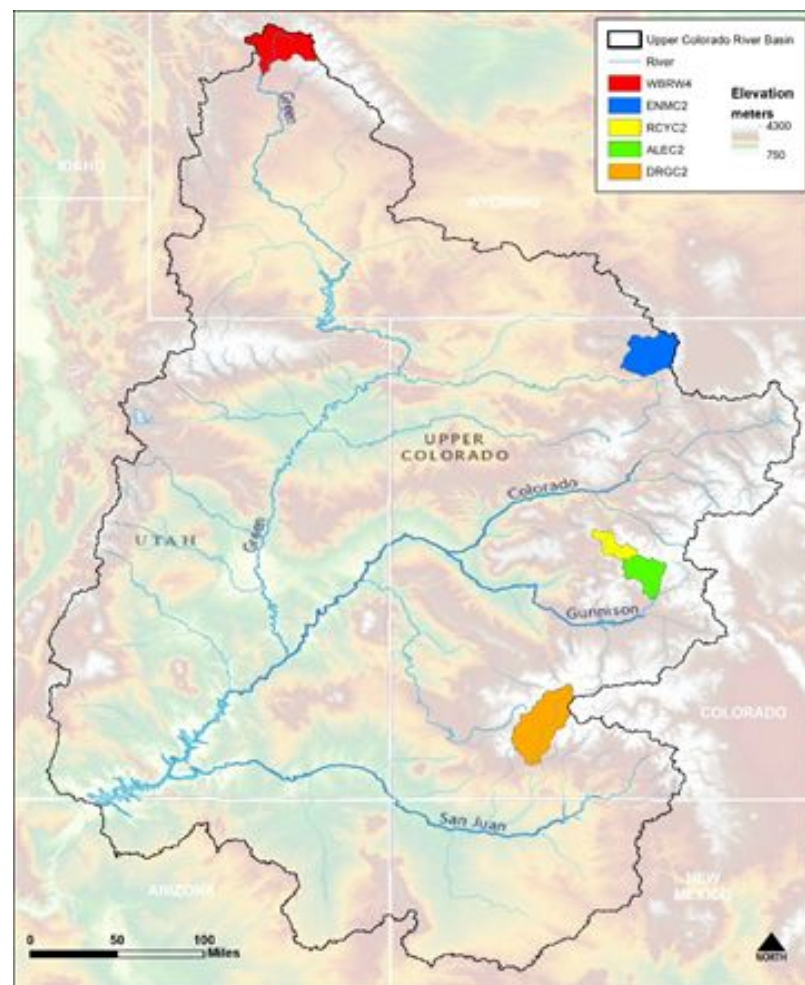 Upper Colorado River Basin
River
WBRW4
ENMC2
RCYC2
ALEC2
DRGC2
Elevation
meters
4300
750
Green
IDAHO
WYOMING
UPPER
COLORADO
Colorado
Green
UTAH
Gunnison
COLORADO
San Juan
ARIZONA
NEW
MEXICO
0 50 100
Miles
NORTH